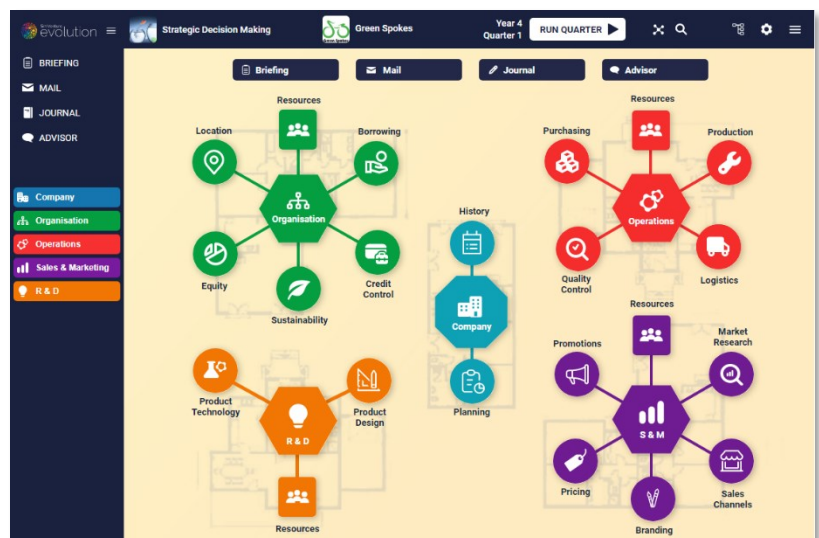 evolution
Strategic Decision Making
Green Spokes
Year 4
Quarter 1
RUN QUARTER
BRIEFING
MAIL
JOURNAL
ADVISOR
Company
Organisation
Operations
Sales & Marketing
R & D
Briefing
Mail
Journal
Advisor
Resources
Location
Borrowing
Organisation
Equity
Credit
Control
Sustainability
Resources
Purchasing
Production
Operations
Quality
Control
Logistics
History
Company
Planning
Product
Technology
Product
Design
R & D
Resources
Resources
Promotions
Market
Research
S & M
Pricing
Sales
Channels
Branding